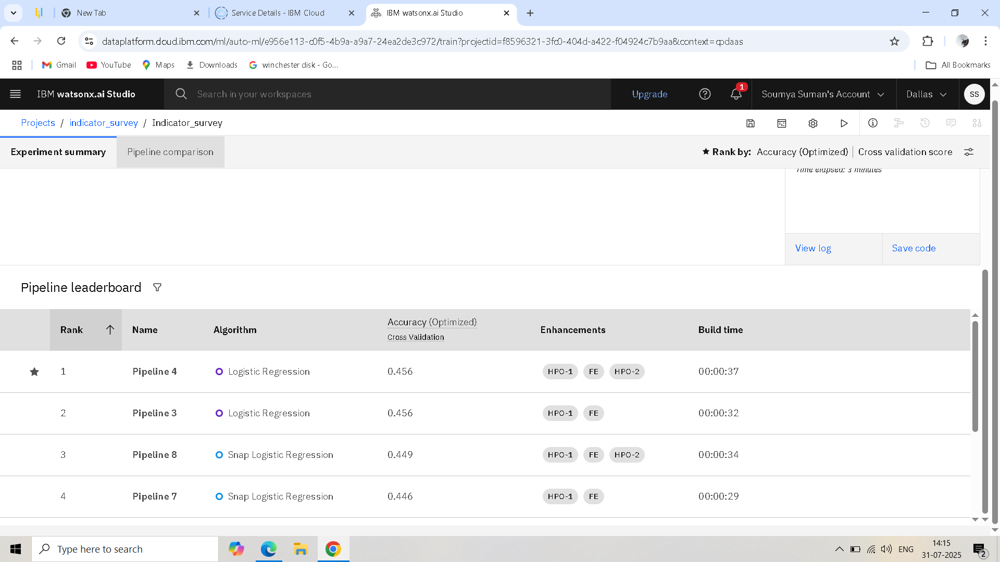 New Tab
Service Details - IBM Cloud
IBM watsonx.ai Studio
dataplatform.cloud.ibm.com/ml/auto-ml/e956e113-c0f5-4b9a-a9a7-24ea2de3c972/train?projectid=f8596321-3fc0-404d-a422-f04924c7b9aa&context=cpdaas
Gmail
YouTube
Maps
Downloads
winchester disk - Go...
All Bookmarks
IBM watsonx.ai Studio
Search in your workspaces
Upgrade
1
Soumya Suman's Account
Dallas
SS
Projects / indicator_survey / Indicator_survey
Experiment summary
Pipeline comparison
Rank by: Accuracy (Optimized) | Cross validation score
Time elapsed: 3 minutes
View log
Save code
Pipeline leaderboard
Rank Name Algorithm Accuracy (Optimized) Enhancements Build time
Cross Validation
1 Pipeline 4 Logistic Regression 0.456 HPO-1 FE HPO-2 00:00:37
2 Pipeline 3 Logistic Regression 0.456 HPO-1 FE 00:00:32
3 Pipeline 8 Snap Logistic Regression 0.449 HPO-1 FE HPO-2 00:00:34
4 Pipeline 7 Snap Logistic Regression 0.446 HPO-1 FE 00:00:29
Type here to search
ENG
14:15
31-07-2025
2